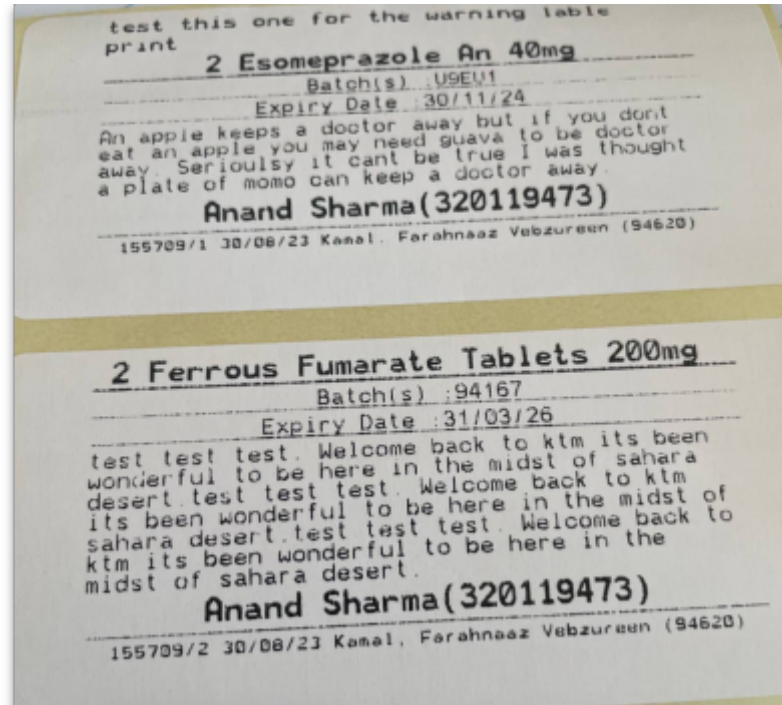 test this one for the warning lable
print
2 Esomeprazole An 40mg
Batch(s) :U9EU1
Expiry Date :30/11/24
An apple keeps a doctor away but if you dont
eat an apple you may need guava to be doctor
away. Serioulsy it cant be true I was thought
a plate of momo can keep a doctor away.
Anand Sharma(320119473)
155709/1 30/08/23 Kamal, Farahnaaz Vebzureen (94620)
2 Ferrous Fumarate Tablets 200mg
Batch(s) :94167
Expiry Date :31/03/26
test test test. Welcome back to ktm its been
wonderful to be here in the midst of sahara
desert.test test test. Welcome back to ktm
its been wonderful to be here in the midst of
sahara desert.test test test. Welcome back to
ktm its been wonderful to be here in the
midst of sahara desert.
Anand Sharma(320119473)
155709/2 30/08/23 Kamal, Farahnaaz Vebzureen (94620)